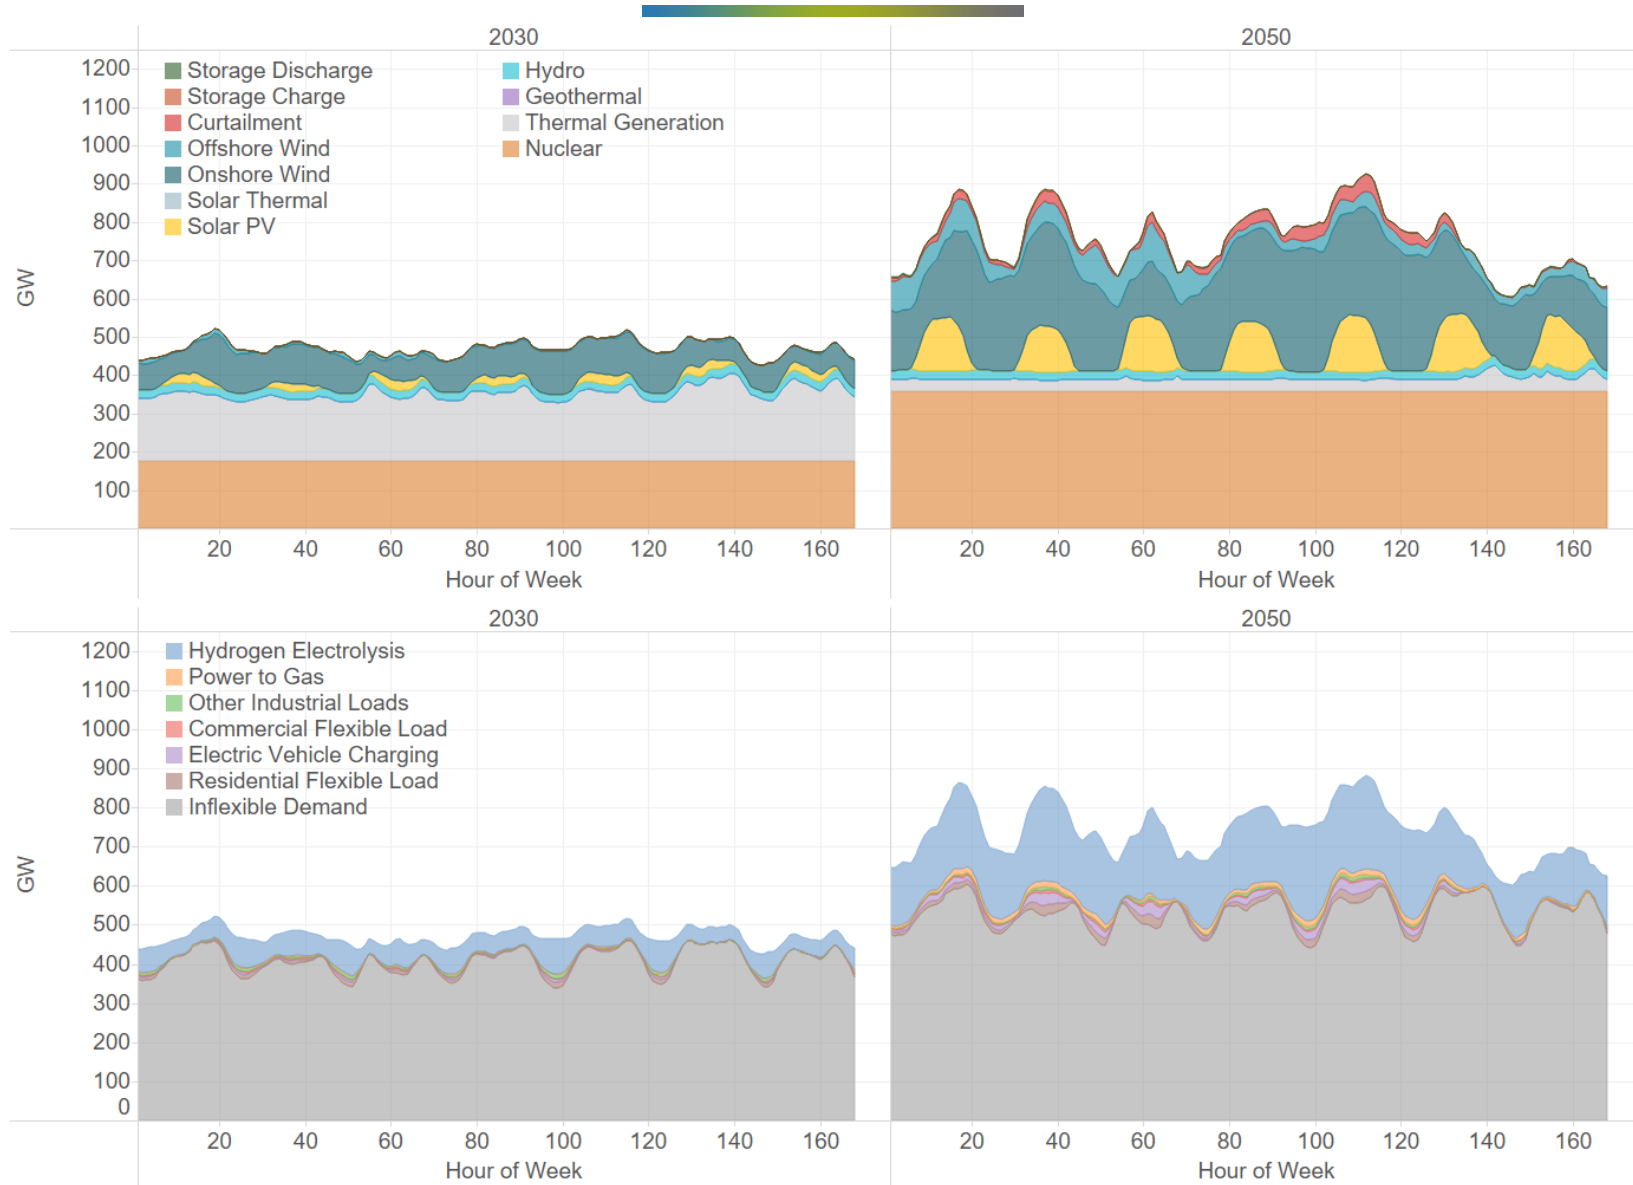 2030 2050
1200
1100
1000
900
800
700
600
500
400
300
200
100
GW
Storage Discharge Hydro
Storage Charge Geothermal
Curtailment Thermal Generation
Offshore Wind Nuclear
Onshore Wind
Solar Thermal
Solar PV
20 40 60 80 100 120 140 160 20 40 60 80 100 120 140 160
Hour of Week Hour of Week
2030 2050
1200
1100
1000
900
800
700
600
500
400
300
200
100
0
GW
Hydrogen Electrolysis
Power to Gas
Other Industrial Loads
Commercial Flexible Load
Electric Vehicle Charging
Residential Flexible Load
Inflexible Demand
20 40 60 80 100 120 140 160 20 40 60 80 100 120 140 160
Hour of Week Hour of Week